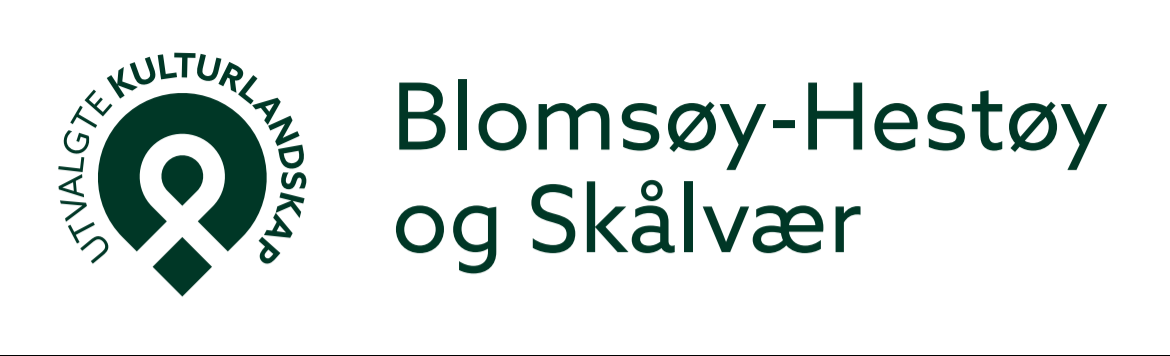 UTVALGTE KULTURLANDSKAP
Blomsøy-Hestøy
og Skålvær